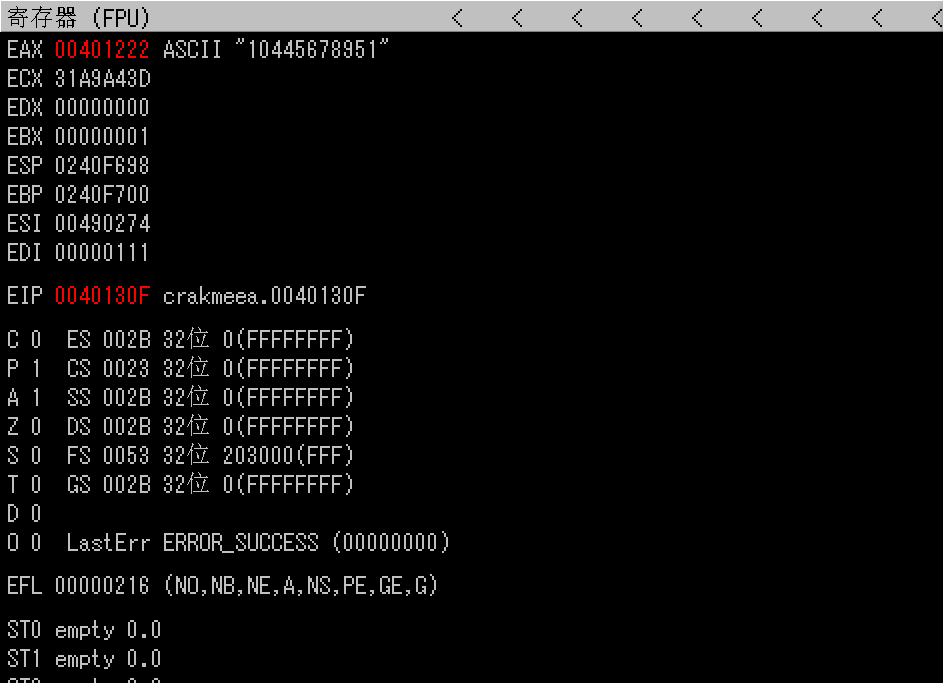 寄存器 (FPU) < < < < < < < < <
EAX 00401222 ASCII "10445678951"
ECX 31A9A43D
EDX 00000000
EBX 00000001
ESP 0240F698
EBP 0240F700
ESI 00490274
EDI 00000111
EIP 0040130F crakmeea.0040130F
C 0 ES 002B 32位 0(FFFFFFFF)
P 1 CS 0023 32位 0(FFFFFFFF)
A 1 SS 002B 32位 0(FFFFFFFF)
Z 0 DS 002B 32位 0(FFFFFFFF)
S 0 FS 0053 32位 203000(FFF)
T 0 GS 002B 32位 0(FFFFFFFF)
D 0
O 0 LastErr ERROR_SUCCESS (00000000)
EFL 00000216 (NO,NB,NE,A,NS,PE,GE,G)
ST0 empty 0.0
ST1 empty 0.0